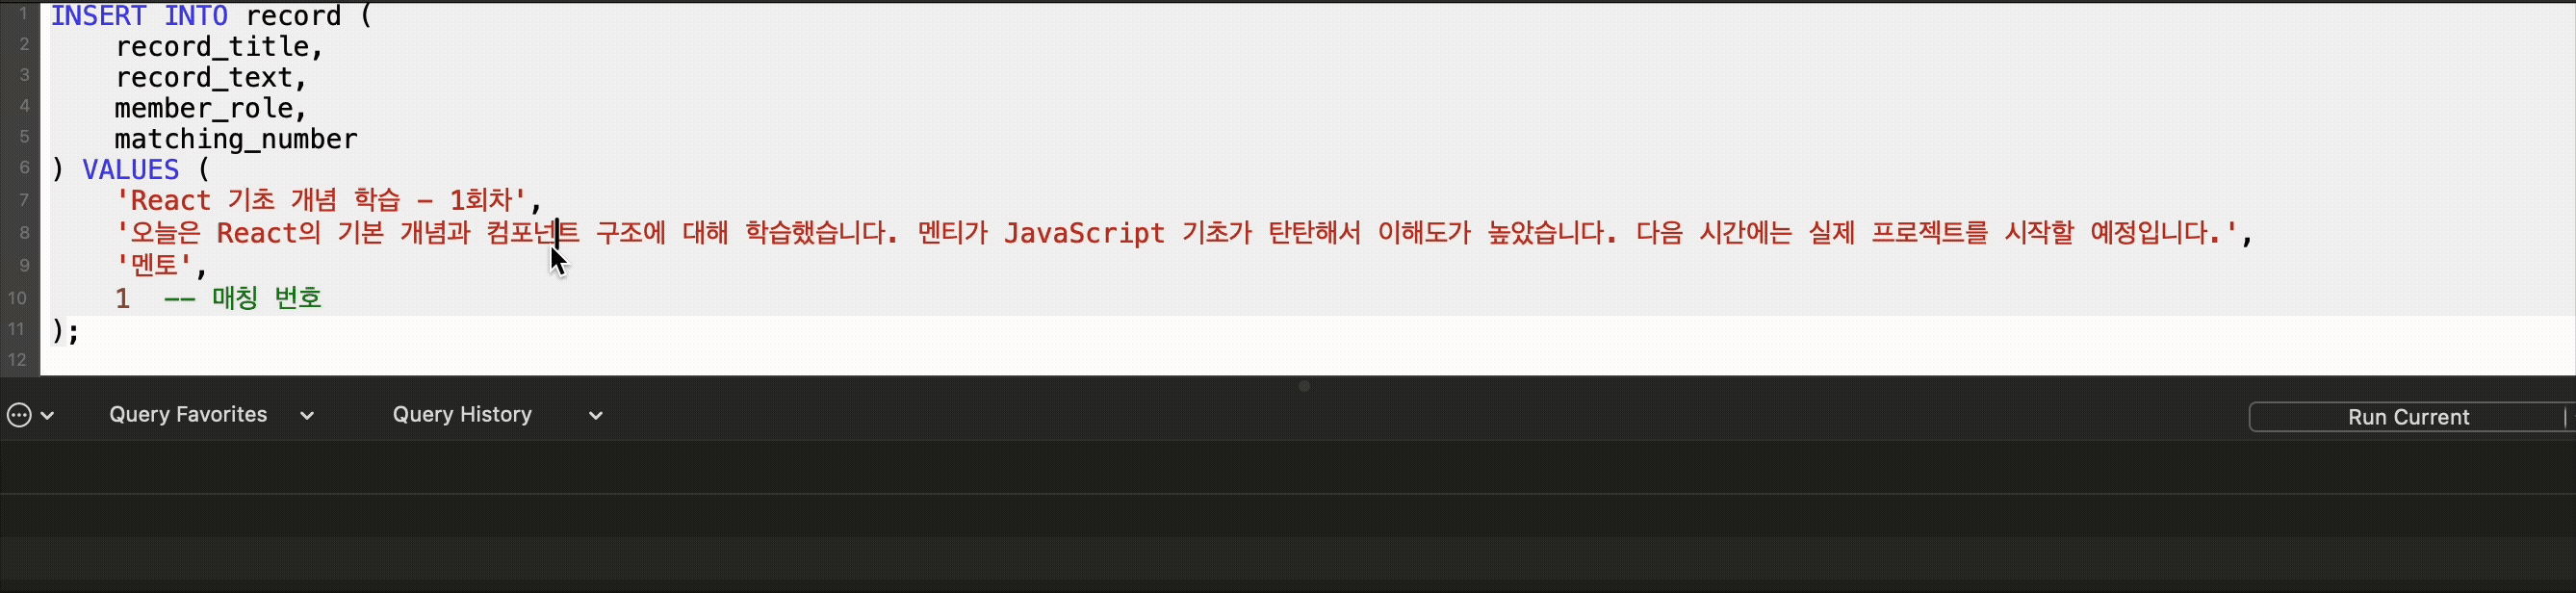 1 INSERT INTO record (
2 record_title,
3 record_text,
4 member_role,
5 matching_number
6 ) VALUES (
7 'React 기초 개념 학습 - 1회차',
8 '오늘은 React의 기본 개념과 컴포넌트 구조에 대해 학습했습니다. 멘티가 JavaScript 기초가 탄탄해서 이해도가 높았습니다. 다음 시간에는 실제 프로젝트를 시작할 예정입니다.',
9 '멘토',
10 1 -- 매칭 번호
11 );
12
Query Favorites Query History Run Current